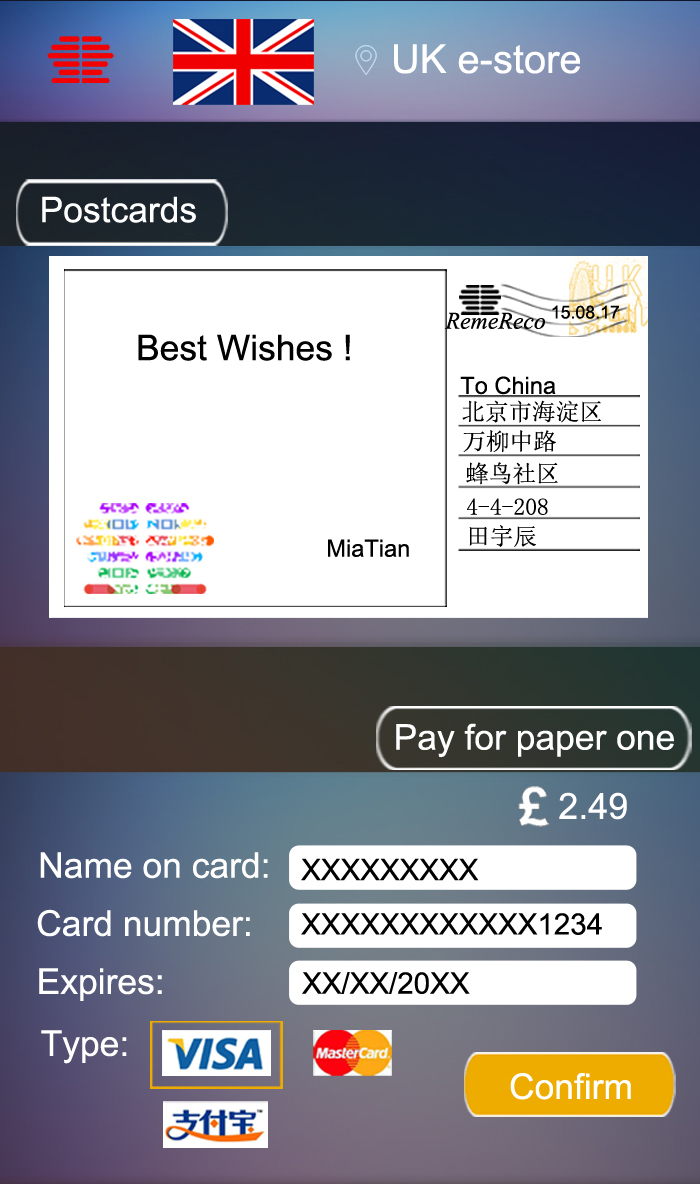 UK e-store
Postcards
Best Wishes !
MiaTian
RemeReco
15.08.17
To China
北京市海淀区
万柳中路
蜂鸟社区
4-4-208
田宇辰
Pay for paper one
£ 2.49
Name on card: XXXXXXXXX
Card number: XXXXXXXXXXXX1234
Expires: XX/XX/20XX
Type: VISA MasterCard
支付宝
Confirm